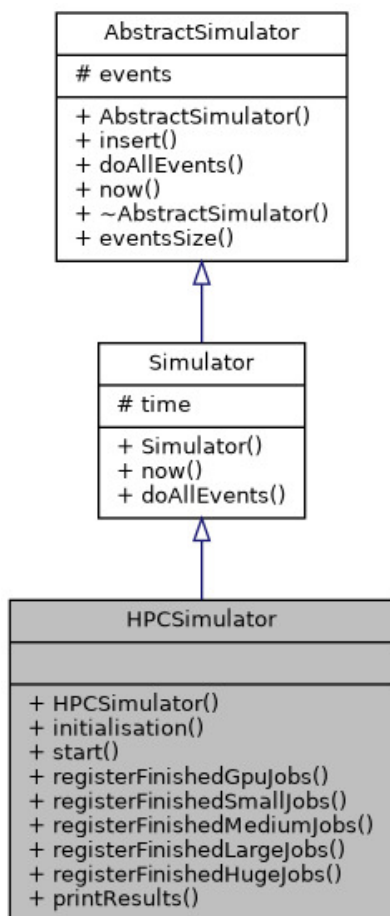 AbstractSimulator
# events
+ AbstractSimulator()
+ insert()
+ doAllEvents()
+ now()
+ ~AbstractSimulator()
+ eventsSize()
Simulator
# time
+ Simulator()
+ now()
+ doAllEvents()
HPCSimulator
+ HPCSimulator()
+ initialisation()
+ start()
+ registerFinishedGpuJobs()
+ registerFinishedSmallJobs()
+ registerFinishedMediumJobs()
+ registerFinishedLargeJobs()
+ registerFinishedHugeJobs()
+ printResults()